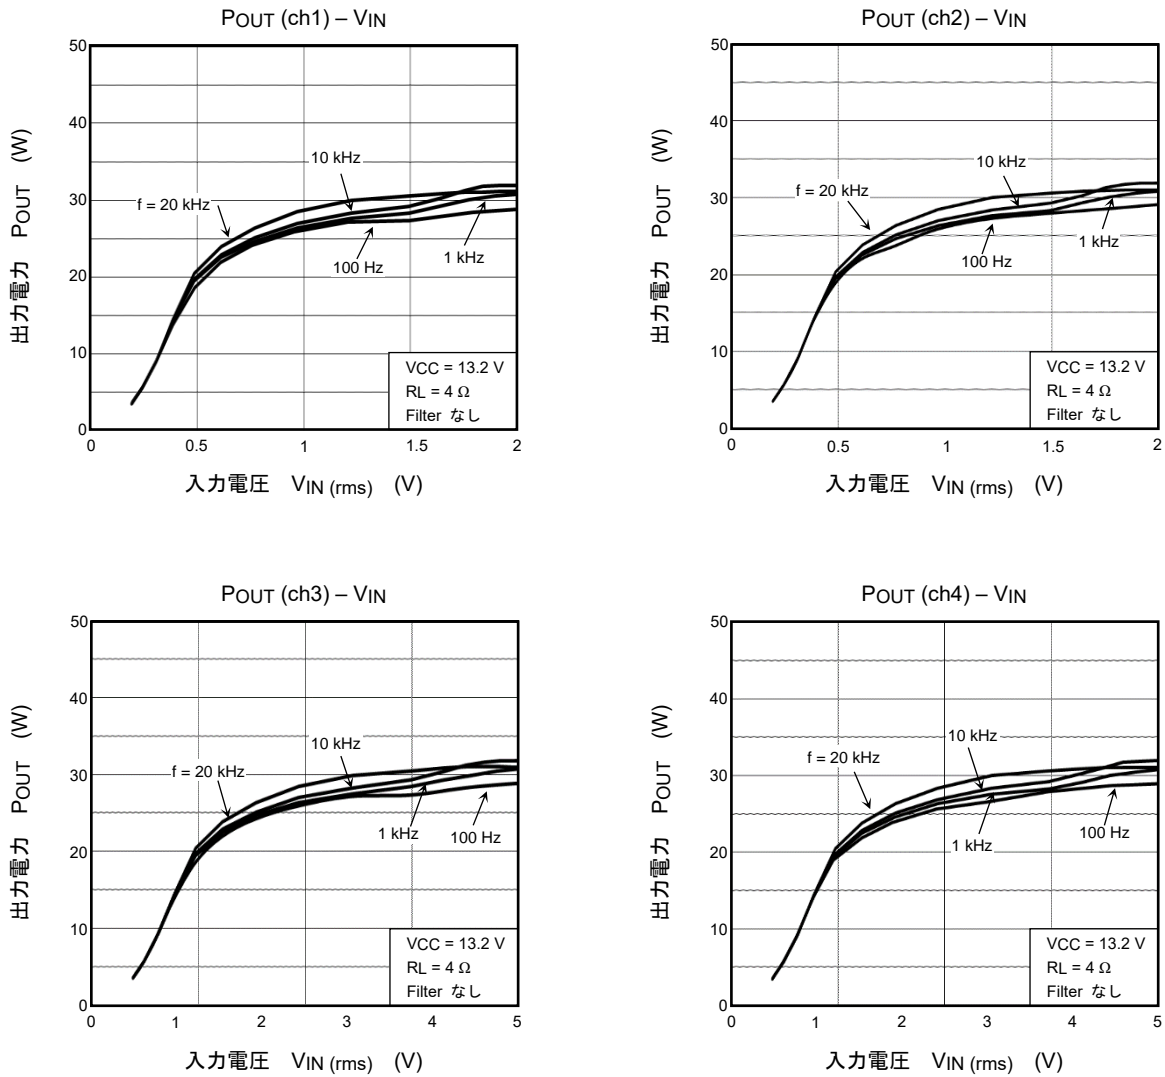 POUT (ch1) – VIN
50
40
30
20
10
0
出力電力 POUT (W)
10 kHz
f = 20 kHz
1 kHz
100 Hz
VCC = 13.2 V
RL = 4 Ω
Filter なし
0 0.5 1 1.5 2
入力電圧 VIN (rms) (V)
POUT (ch2) – VIN
50
40
30
20
10
0
出力電力 POUT (W)
10 kHz
f = 20 kHz
1 kHz
100 Hz
VCC = 13.2 V
RL = 4 Ω
Filter なし
0 0.5 1 1.5 2
入力電圧 VIN (rms) (V)
POUT (ch3) – VIN
50
40
30
20
10
0
出力電力 POUT (W)
10 kHz
f = 20 kHz
1 kHz
100 Hz
VCC = 13.2 V
RL = 4 Ω
Filter なし
0 1 2 3 4 5
入力電圧 VIN (rms) (V)
POUT (ch4) – VIN
50
40
30
20
10
0
出力電力 POUT (W)
10 kHz
f = 20 kHz
100 Hz
1 kHz
VCC = 13.2 V
RL = 4 Ω
Filter なし
0 1 2 3 4 5
入力電圧 VIN (rms) (V)